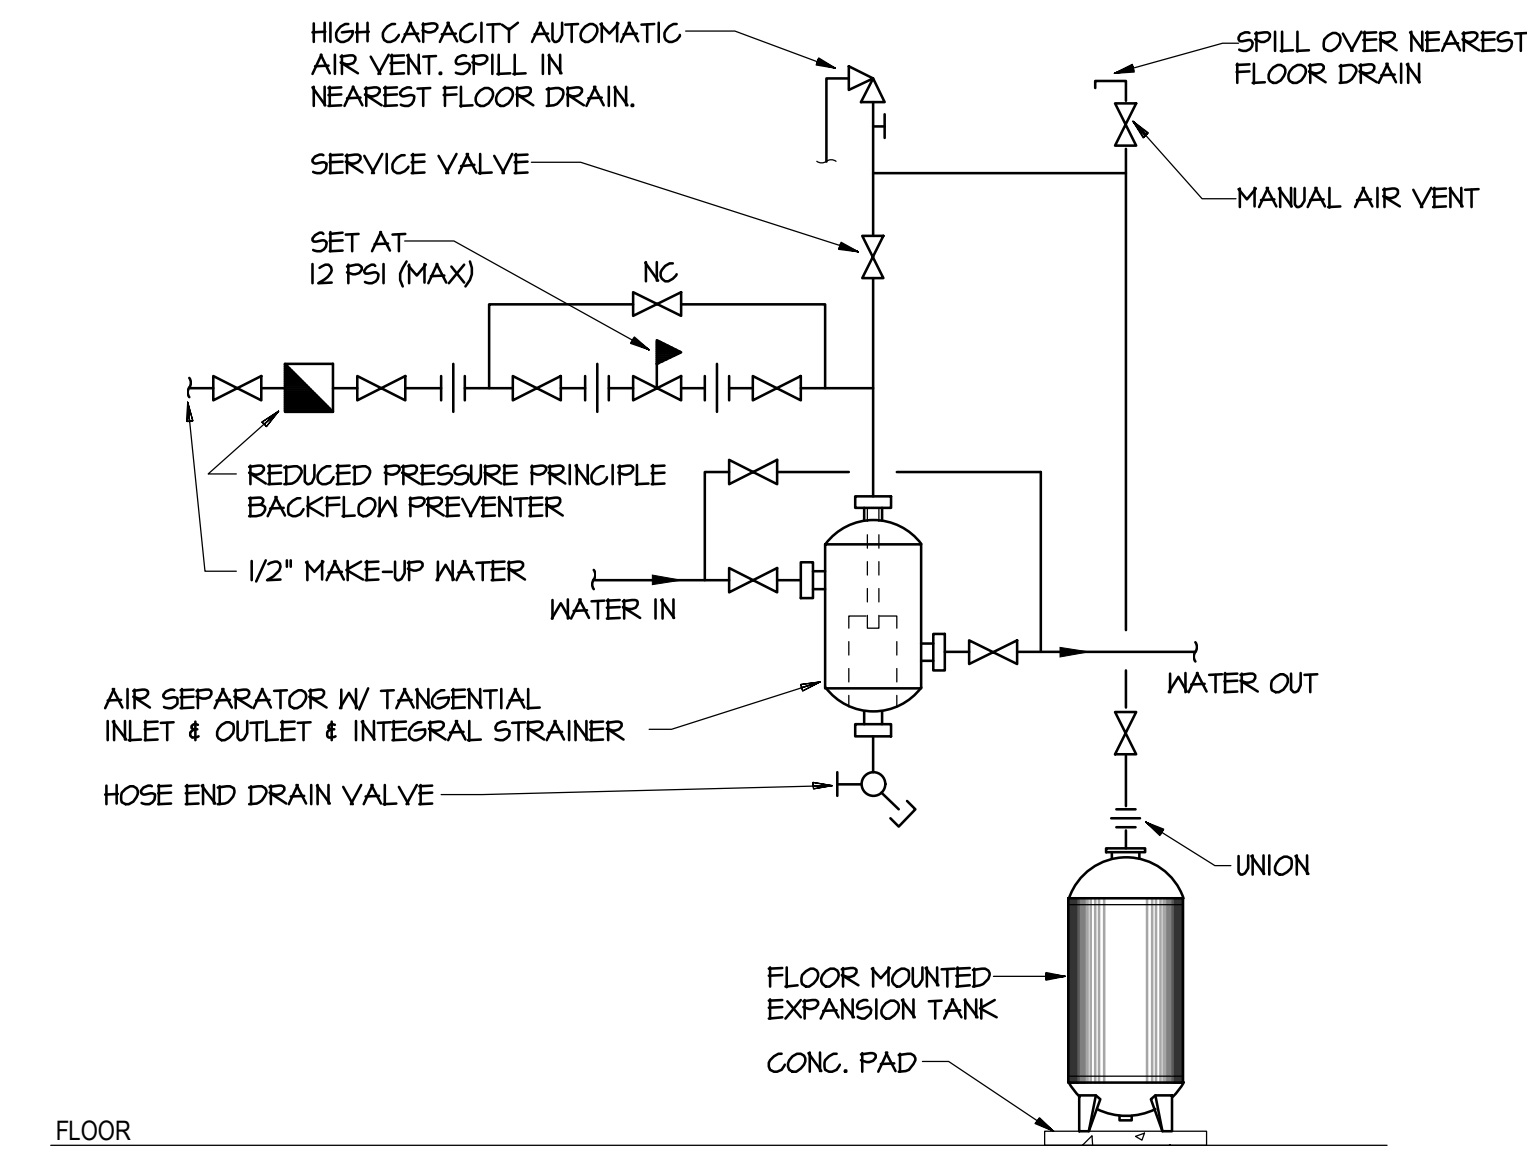 HIGH CAPACITY AUTOMATIC
AIR VENT. SPILL IN
NEAREST FLOOR DRAIN.
SPILL OVER NEAREST
FLOOR DRAIN
SERVICE VALVE
MANUAL AIR VENT
SET AT
12 PSI (MAX)
NC
REDUCED PRESSURE PRINCIPLE
BACKFLOW PREVENTER
1/2" MAKE-UP WATER
WATER IN
WATER OUT
AIR SEPARATOR W/ TANGENTIAL
INLET & OUTLET & INTEGRAL STRAINER
HOSE END DRAIN VALVE
UNION
FLOOR MOUNTED
EXPANSION TANK
CONC. PAD
FLOOR